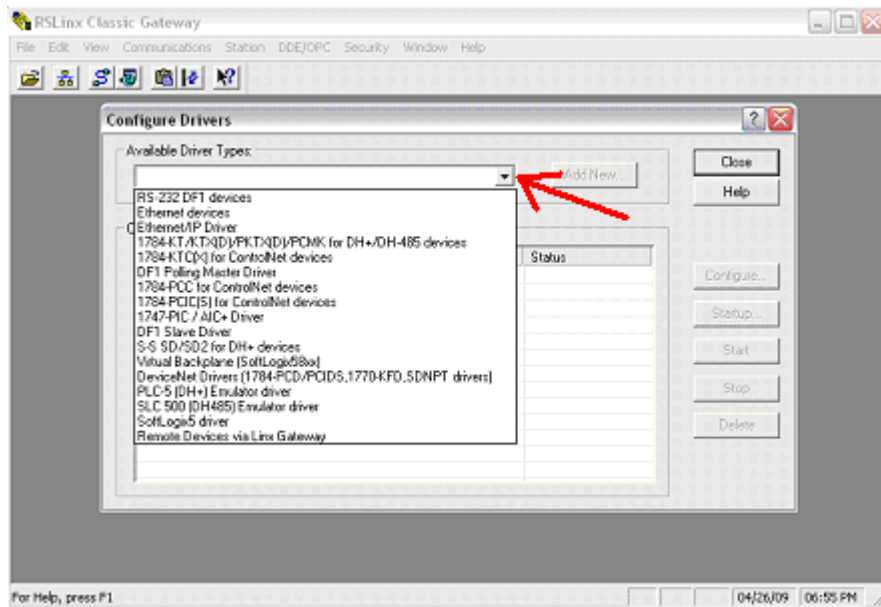 RSLinx Classic Gateway
File Edit View Communications Station DDE/OPC Security Window Help
Configure Drivers
Available Driver Types:
Add New...
Close
Help
RS-232 DF1 devices
Ethernet devices
Ethernet/IP Driver
1784-KT/KTX(D)/PKTX(D)/PCMK for DH+/DH-485 devices
1784-KTC(X) for ControlNet devices
DF1 Polling Master Driver
1784-PCC for ControlNet devices
1784-PCIC(S) for ControlNet devices
1747-PIC / AIC+ Driver
DF1 Slave Driver
S-S SD/SD2 for DH+ devices
Virtual Backplane (SoftLogix58xx)
DeviceNet Drivers (1784-PCD/PCIDS,1770-KFD,SDNPT drivers)
PLC-5 (DH+) Emulator driver
SLC 500 (DH485) Emulator driver
SoftLogix5 driver
Remote Devices via Linx Gateway
Status
Configure...
Startup...
Start
Stop
Delete
For Help, press F1
04/26/09 06:55 PM